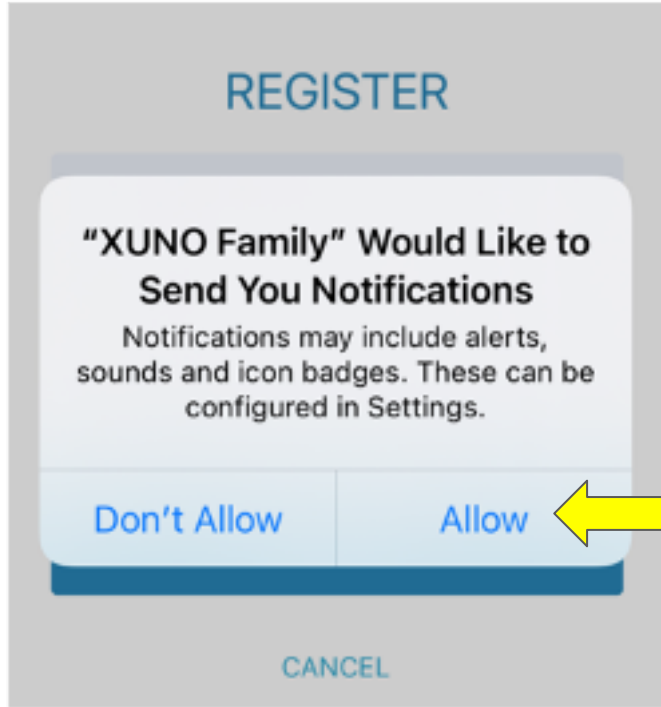 REGISTER
“XUNO Family” Would Like to
Send You Notifications
Notifications may include alerts,
sounds and icon badges. These can be
configured in Settings.
Don't Allow
Allow
CANCEL